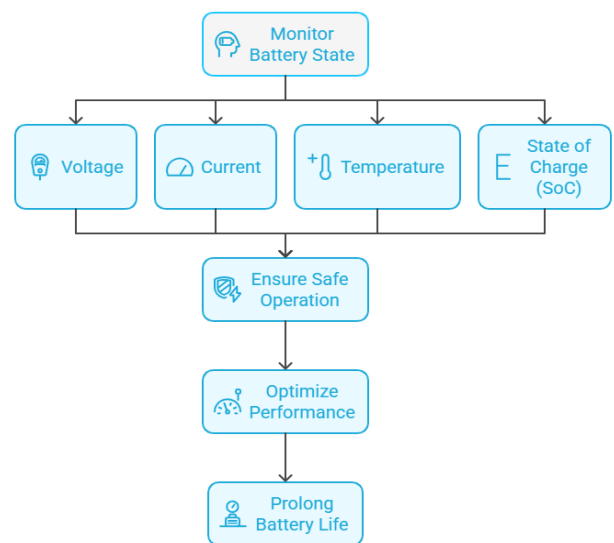 Monitor
Battery State
Voltage
Current
Temperature
State of
Charge
(SoC)
Ensure Safe
Operation
Optimize
Performance
Prolong
Battery Life